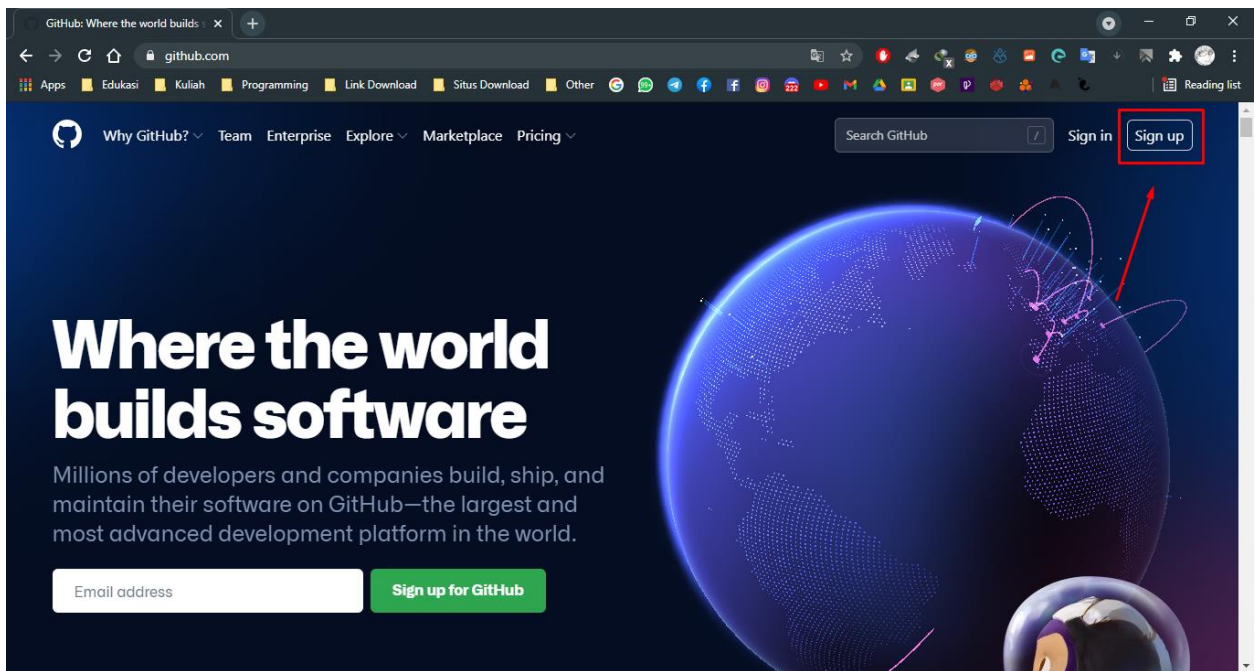 GitHub: Where the world builds s
github.com
Apps Edukasi Kuliah Programming Link Download Situs Download Other Reading list
Why GitHub? Team Enterprise Explore Marketplace Pricing Search GitHub / Sign in Sign up
Where the world
builds software
Millions of developers and companies build, ship, and
maintain their software on GitHub—the largest and
most advanced development platform in the world.
Email address Sign up for GitHub